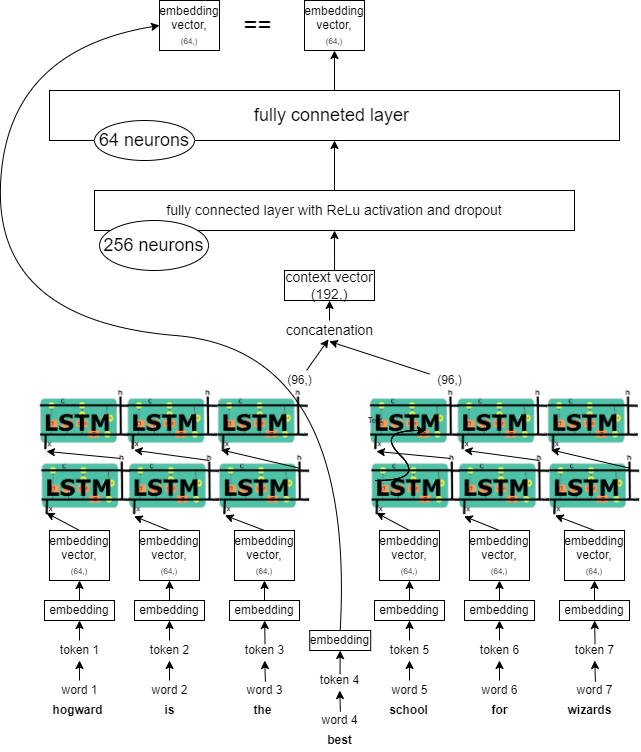 embedding
vector,
(64,)
==
embedding
vector,
(64,)
fully conneted layer
64 neurons
fully connected layer with ReLu activation and dropout
256 neurons
context vector
(192,)
concatenation
(96,)
(96,)
h
h
h
h
h
h
c
c
c
c
c
c
LSTM
LSTM
LSTM
LSTM
LSTM
LSTM
x
x
x
x
x
x
h
h
h
h
h
h
c
c
c
c
c
c
LSTM
LSTM
LSTM
LSTM
LSTM
LSTM
x
x
x
x
x
x
embedding
vector,
(64,)
embedding
vector,
(64,)
embedding
vector,
(64,)
embedding
vector,
(64,)
embedding
vector,
(64,)
embedding
vector,
(64,)
embedding
embedding
embedding
embedding
embedding
embedding
embedding
token 1
token 2
token 3
token 4
token 5
token 6
token 7
word 1
word 2
word 3
word 4
word 5
word 6
word 7
hogward
is
the
best
school
for
wizards